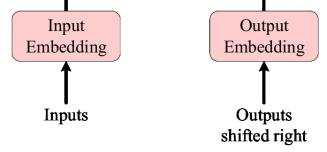 Input
Embedding
Output
Embedding
Inputs
Outputs
shifted right